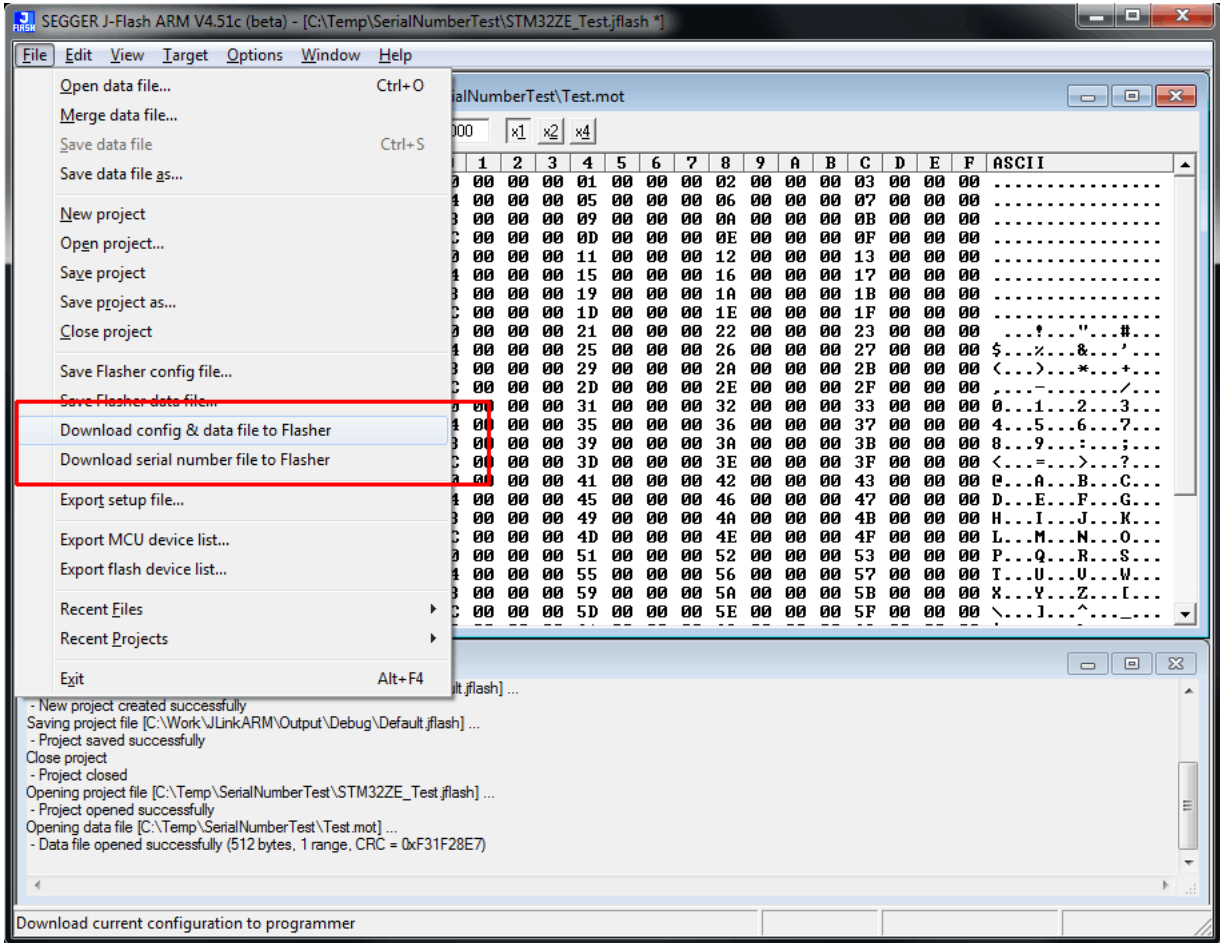 SEGGER J-Flash ARM V4.51c (beta) - [C:\Temp\SerialNumberTest\STM32ZE_Test.jflash *]
File Edit View Target Options Window Help
Open data file... Ctrl+O
Merge data file...
Save data file Ctrl+S
Save data file as...
New project
Open project...
Save project
Save project as...
Close project
Save Flasher config file...
Save Flasher data file...
Download config & data file to Flasher
Download serial number file to Flasher
Export setup file...
Export MCU device list...
Export flash device list...
Recent Files
Recent Projects
Exit Alt+F4
ialNumberTest\Test.mot
x1 x2 x4
1 2 3 4 5 6 7 8 9 A B C D E F ASCII
00 00 00 01 00 00 00 02 00 00 00 03 00 00 00 ................
00 00 00 05 00 00 00 06 00 00 00 07 00 00 00 ................
00 00 00 09 00 00 00 0A 00 00 00 0B 00 00 00 ................
00 00 00 0D 00 00 00 0E 00 00 00 0F 00 00 00 ................
00 00 00 11 00 00 00 12 00 00 00 13 00 00 00 ................
00 00 00 15 00 00 00 16 00 00 00 17 00 00 00 ................
00 00 00 19 00 00 00 1A 00 00 00 1B 00 00 00 ................
00 00 00 1D 00 00 00 1E 00 00 00 1F 00 00 00 ................
00 00 00 21 00 00 00 22 00 00 00 23 00 00 00 ...!..."...#...
00 00 00 25 00 00 00 26 00 00 00 27 00 00 00 $...%...&...'...
00 00 00 29 00 00 00 2A 00 00 00 2B 00 00 00 (...)...*...+...
00 00 00 2D 00 00 00 2E 00 00 00 2F 00 00 00 ,...-......./...
00 00 00 31 00 00 00 32 00 00 00 33 00 00 00 0...1...2...3...
00 00 00 35 00 00 00 36 00 00 00 37 00 00 00 4...5...6...7...
00 00 00 39 00 00 00 3A 00 00 00 3B 00 00 00 8...9...:...;...
00 00 00 3D 00 00 00 3E 00 00 00 3F 00 00 00 <...=...>...?...
00 00 00 41 00 00 00 42 00 00 00 43 00 00 00 @...A...B...C...
00 00 00 45 00 00 00 46 00 00 00 47 00 00 00 D...E...F...G...
00 00 00 49 00 00 00 4A 00 00 00 4B 00 00 00 H...I...J...K...
00 00 00 4D 00 00 00 4E 00 00 00 4F 00 00 00 L...M...N...O...
00 00 00 51 00 00 00 52 00 00 00 53 00 00 00 P...Q...R...S...
00 00 00 55 00 00 00 56 00 00 00 57 00 00 00 T...U...V...W...
00 00 00 59 00 00 00 5A 00 00 00 5B 00 00 00 X...Y...Z...[...
00 00 00 5D 00 00 00 5E 00 00 00 5F 00 00 00 \...]...^..._...
.jflash] ...
- New project created successfully
Saving project file [C:\Work\JLinkARM\Output\Debug\Default.jflash] ...
- Project saved successfully
Close project
- Project closed
Opening project file [C:\Temp\SerialNumberTest\STM32ZE_Test.jflash] ...
- Project opened successfully
Opening data file [C:\Temp\SerialNumberTest\Test.mot] ...
- Data file opened successfully (512 bytes, 1 range, CRC = 0xF31F28E7)
Download current configuration to programmer